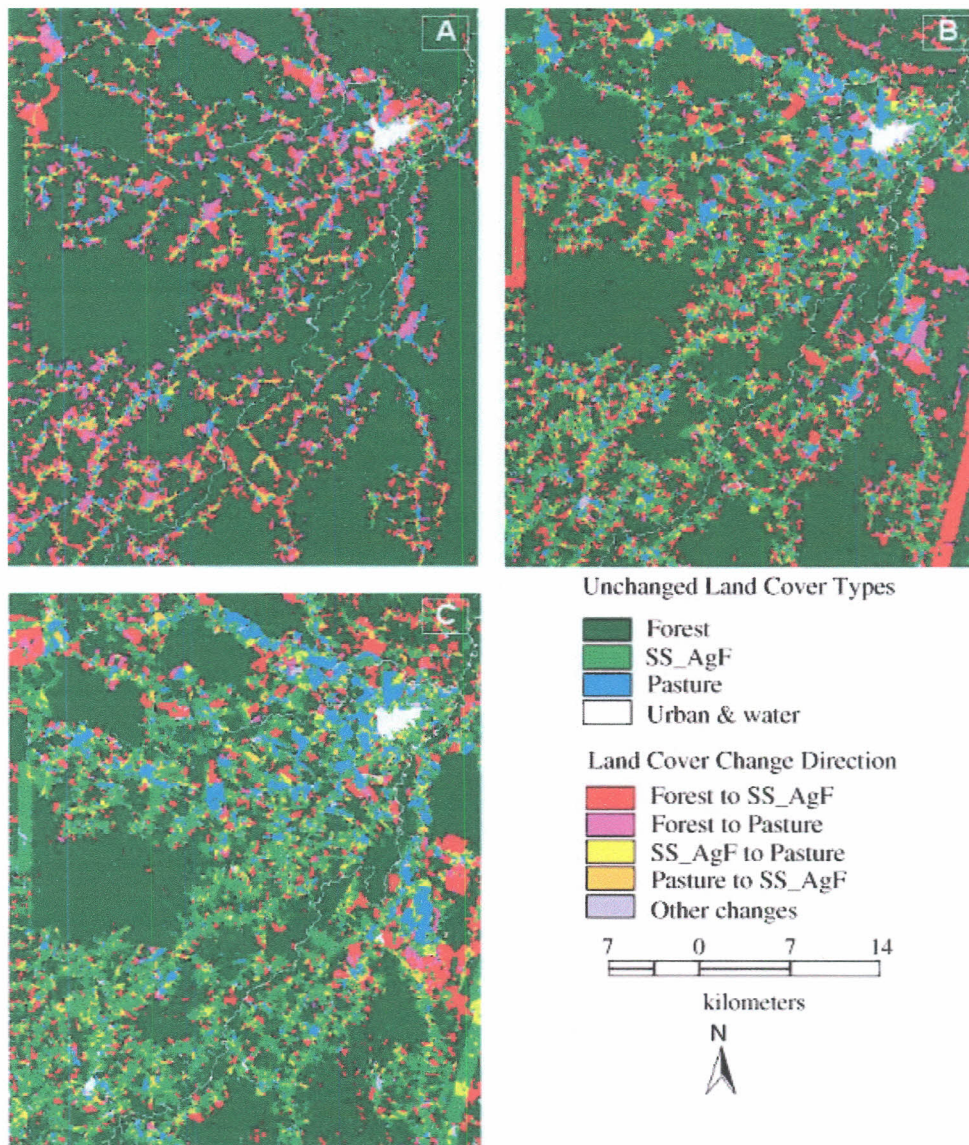 A
B
C
Unchanged Land Cover Types
Forest
SS_AgF
Pasture
Urban & water
Land Cover Change Direction
Forest to SS_AgF
Forest to Pasture
SS_AgF to Pasture
Pasture to SS_AgF
Other changes
7 0 7 14
kilometers
N